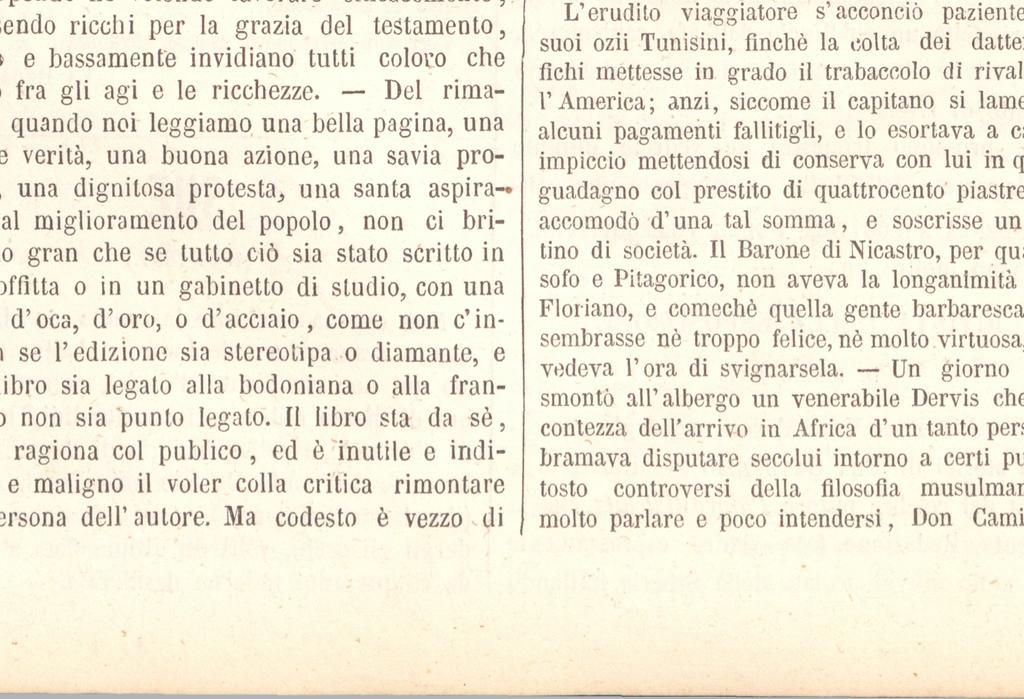 sendo ricchi per la grazia del testamento,
e bassamente invidiano tutti coloro che
fra gli agi e le ricchezze. — Del rima-
quando noi leggiamo una bella pagina, una
e verità, una buona azione, una savia pro-
, una dignitosa protesta, una santa aspira-
al miglioramento del popolo, non ci bri-
o gran che se tutto ciò sia stato scritto in
offitta o in un gabinetto di studio, con una
d'oca, d'oro, o d'acciaio, come non c'in-
se l'edizione sia stereotipa o diamante, e
ibro sia legato alla bodoniana o alla fran-
o non sia punto legato. Il libro sta da sè,
ragiona col publico, ed è inutile e indi-
e maligno il voler colla critica rimontare
ersona dell'autore. Ma codesto è vezzo di
L'erudito viaggiatore s'acconciò paziente
suoi ozii Tunisini, finchè la colta dei datte
fichi mettesse in grado il trabaccolo di rival
l'America; anzi, siccome il capitano si lame
alcuni pagamenti fallitigli, e lo esortava a c
impiccio mettendosi di conserva con lui in q
guadagno col prestito di quattrocento piastre
accomodò d'una tal somma, e soscrisse un
tino di società. Il Barone di Nicastro, per qua
sofo e Pitagorico, non aveva la longanimità
Floriano, e comechè quella gente barbaresca
sembrasse nè troppo felice, nè molto virtuosa,
vedeva l'ora di svignarsela. — Un giorno
smontò all'albergo un venerabile Dervis che
contezza dell'arrivo in Africa d'un tanto pers
bramava disputare secolui intorno a certi pu
tosto controversi della filosofia musulman
molto parlare e poco intendersi, Don Cami